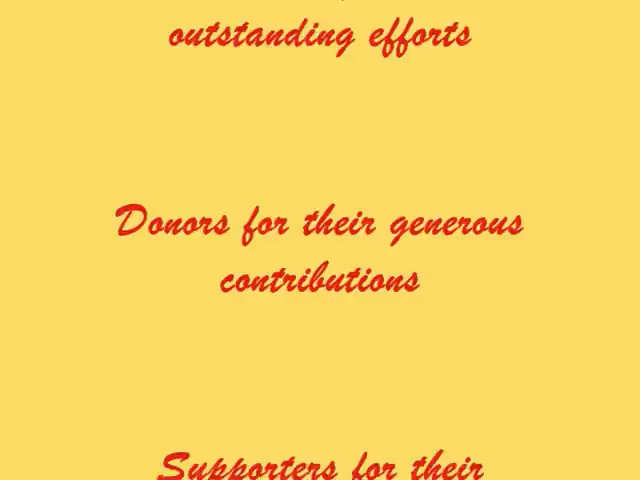 outstanding efforts
Donors for their generous
contributions
Supporters for their